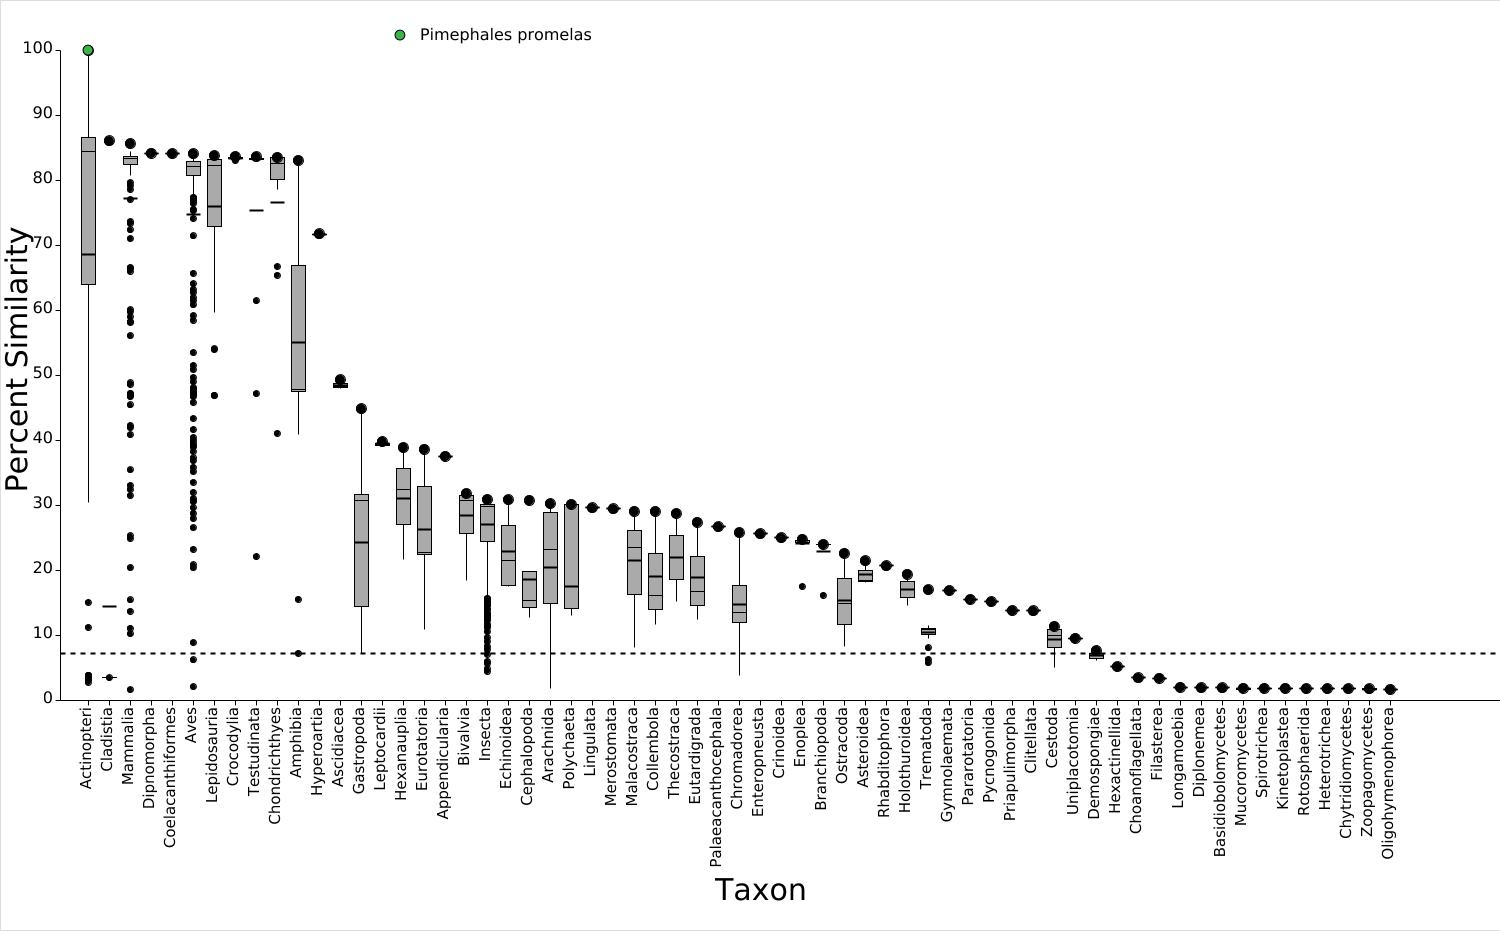 Pimephales promelas
100
90
80
70
60
50
40
30
20
10
0
Percent Similarity
Actinopteri
Cladistia
Mammalia
Dipnomorpha
Coelacanthiformes
Aves
Lepidosauria
Crocodylia
Testudinata
Chondrichthyes
Amphibia
Hyperoartia
Ascidiacea
Gastropoda
Leptocardii
Hexanauplia
Eurotatoria
Appendicularia
Bivalvia
Insecta
Echinoidea
Cephalopoda
Arachnida
Polychaeta
Lingulata
Merostomata
Malacostraca
Collembola
Thecostraca
Eutardigrada
Palaeacanthocephala
Chromadorea
Enteropneusta
Crinoidea
Enoplea
Branchiopoda
Ostracoda
Asteroidea
Rhabditophora
Holothuroidea
Trematoda
Gymnolaemata
Pararotatoria
Pycnogonida
Priapulimorpha
Clitellata
Cestoda
Uniplacotomia
Demospongiae
Hexactinellida
Choanoflagellata
Filasterea
Longamoebia
Diplonemea
Basidiobolomycetes
Mucoromycetes
Spirotrichea
Kinetoplastea
Rotosphaerida
Heterotrichea
Chytridiomycetes
Zoopagomycetes
Oligohymenophorea
Taxon